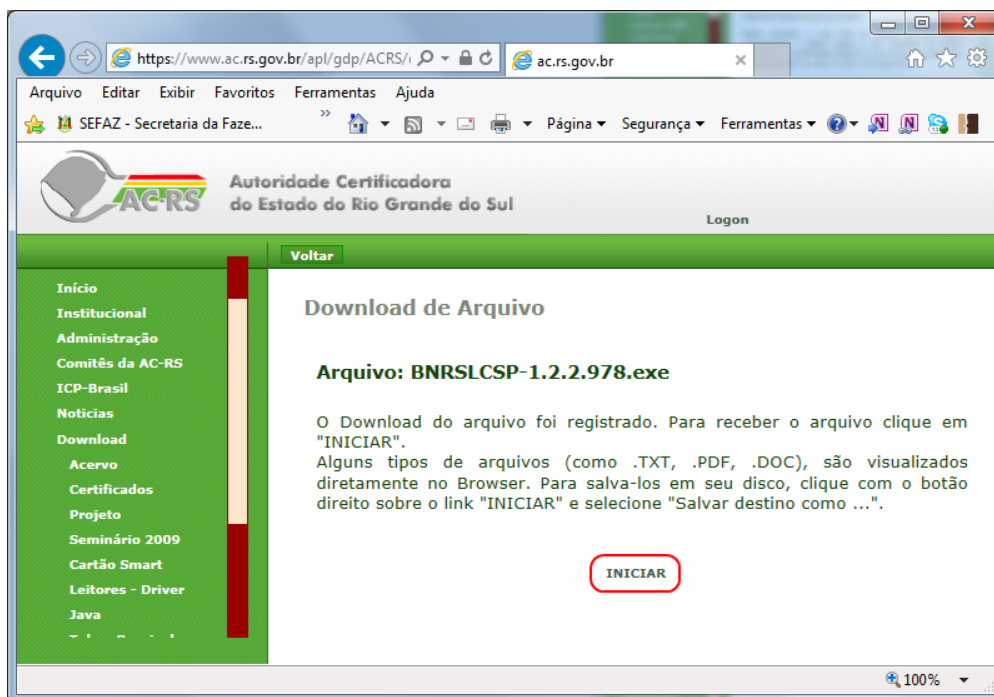 https://www.ac.rs.gov.br/apl/gdp/ACRS/
ac.rs.gov.br
Arquivo Editar Exibir Favoritos Ferramentas Ajuda
SEFAZ - Secretaria da Faze...
Página Segurança Ferramentas
AC-RS
Autoridade Certificadora
do Estado do Rio Grande do Sul
Logon
Voltar
Início
Institucional
Administração
Comitês da AC-RS
ICP-Brasil
Noticias
Download
Acervo
Certificados
Projeto
Seminário 2009
Cartão Smart
Leitores - Driver
Java
Download de Arquivo
Arquivo: BNRSLCSP-1.2.2.978.exe
O Download do arquivo foi registrado. Para receber o arquivo clique em
"INICIAR".
Alguns tipos de arquivos (como .TXT, .PDF, .DOC), são visualizados
diretamente no Browser. Para salva-los em seu disco, clique com o botão
direito sobre o link "INICIAR" e selecione "Salvar destino como ...".
INICIAR
100%